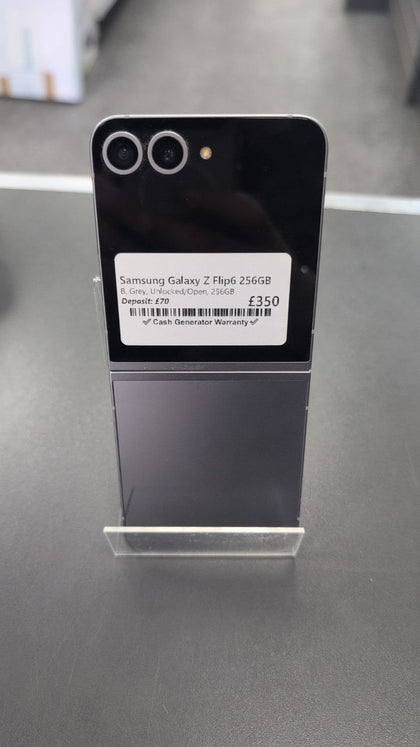 Samsung Galaxy Z Flip6 256GB
B, Grey, Unlocked/Open, 256GB
Deposit: £70
£350
✔ Cash Generator Warranty ✔